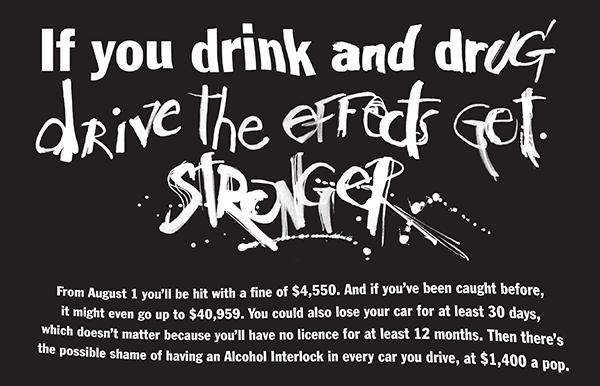 If you drink and drug
drive the effects get
stronger
From August 1 you'll be hit with a fine of $4,550. And if you've been caught before,
it might even go up to $40,959. You could also lose your car for at least 30 days,
which doesn't matter because you'll have no licence for at least 12 months. Then there's
the possible shame of having an Alcohol Interlock in every car you drive, at $1,400 a pop.